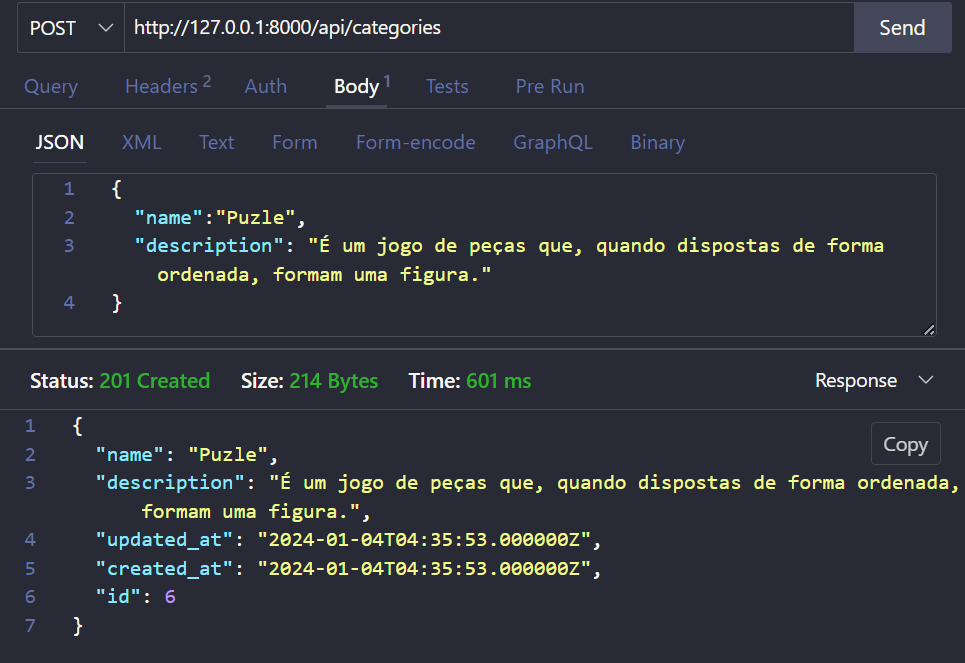 POST http://127.0.0.1:8000/api/categories Send
Query Headers 2 Auth Body 1 Tests Pre Run
JSON XML Text Form Form-encode GraphQL Binary
1 {
2 "name":"Puzle",
3 "description": "É um jogo de peças que, quando dispostas de forma
ordenada, formam uma figura."
4 }
Status: 201 Created Size: 214 Bytes Time: 601 ms Response
1 {
Copy
2 "name": "Puzle",
3 "description": "É um jogo de peças que, quando dispostas de forma ordenada,
formam uma figura.",
4 "updated_at": "2024-01-04T04:35:53.000000Z",
5 "created_at": "2024-01-04T04:35:53.000000Z",
6 "id": 6
7 }